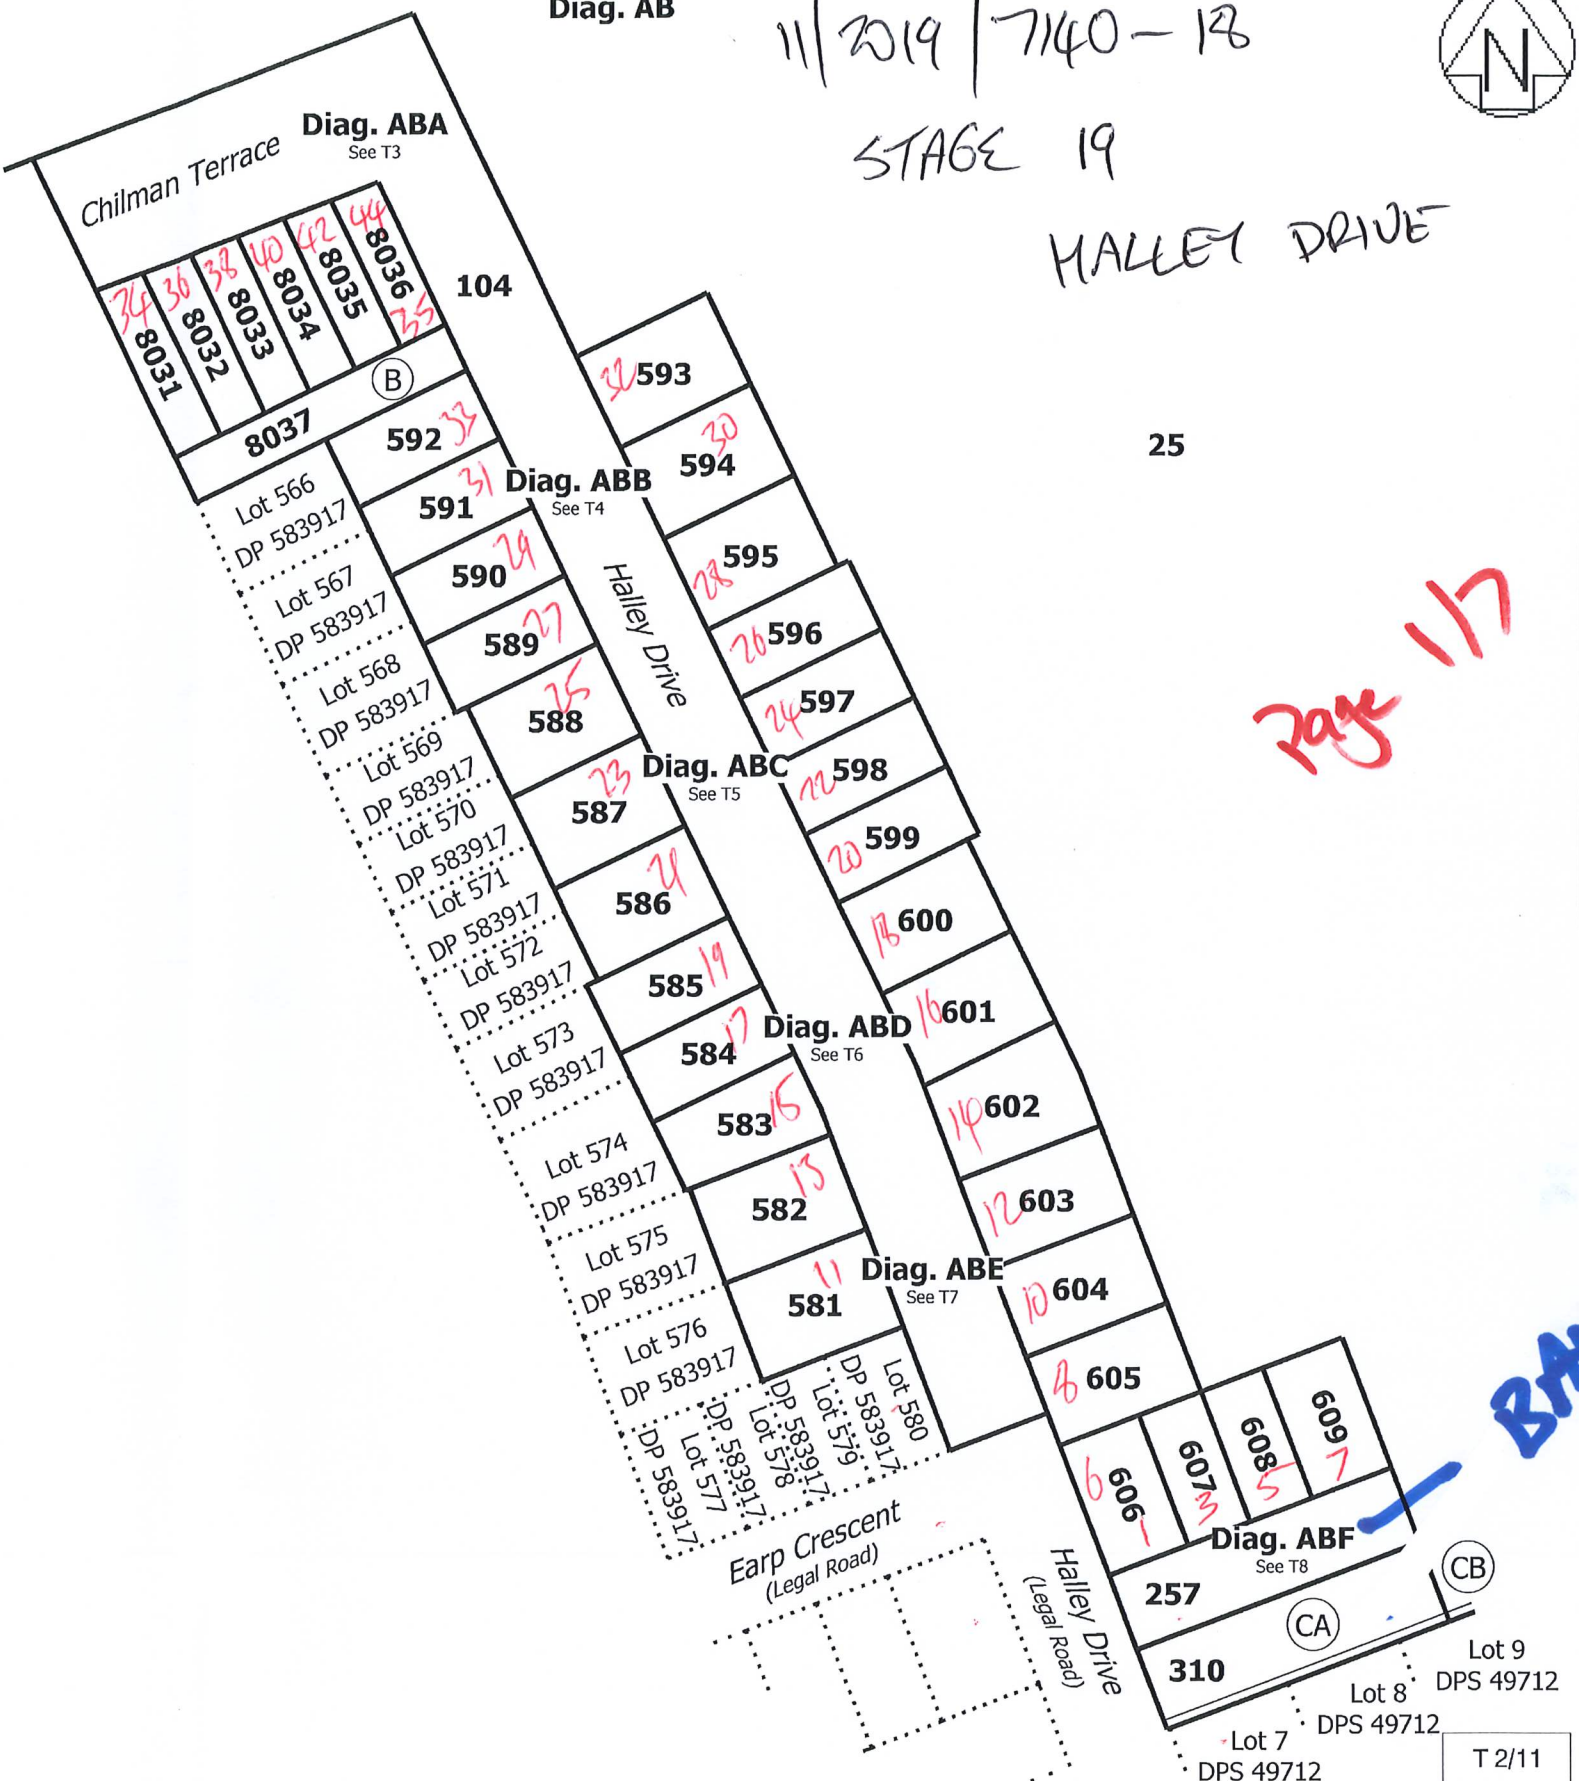 Diag. AB
11/2019/7140-18
STAGE 19
HALLEY DRIVE
N
Diag. ABA
See T3
Chilman Terrace
34 8031
36 8032
38 8033
40 8034
42 8035
44 8036 35
104
B
8037
32 593
30
594
28 595
26 596
24 597
22 598
20 599
18 600
16 601
14 602
12 603
10 604
8 605
25
592 33
591 31
590 29
589 27
25
588
23
587
21
586
585 19
584 17
583 15
13
582
11
581
Diag. ABB
See T4
Halley Drive
Diag. ABC
See T5
Diag. ABD
See T6
Diag. ABE
See T7
Page 1/7
Lot 566
DP 583917
Lot 567
DP 583917
Lot 568
DP 583917
Lot 569
DP 583917
Lot 570
DP 583917
Lot 571
DP 583917
Lot 572
DP 583917
Lot 573
DP 583917
Lot 574
DP 583917
Lot 575
DP 583917
Lot 576
DP 583917
Lot 577
DP 583917
Lot 578
DP 583917
Lot 579
DP 583917
Lot 580
DP 583917
6 606 1
607 3
608 5
609 7
Diag. ABF
See T8
257
CA
CB
310
Earp Crescent
(Legal Road)
Halley Drive
(Legal Road)
Lot 9
DPS 49712
Lot 8
DPS 49712
Lot 7
DPS 49712
T 2/11